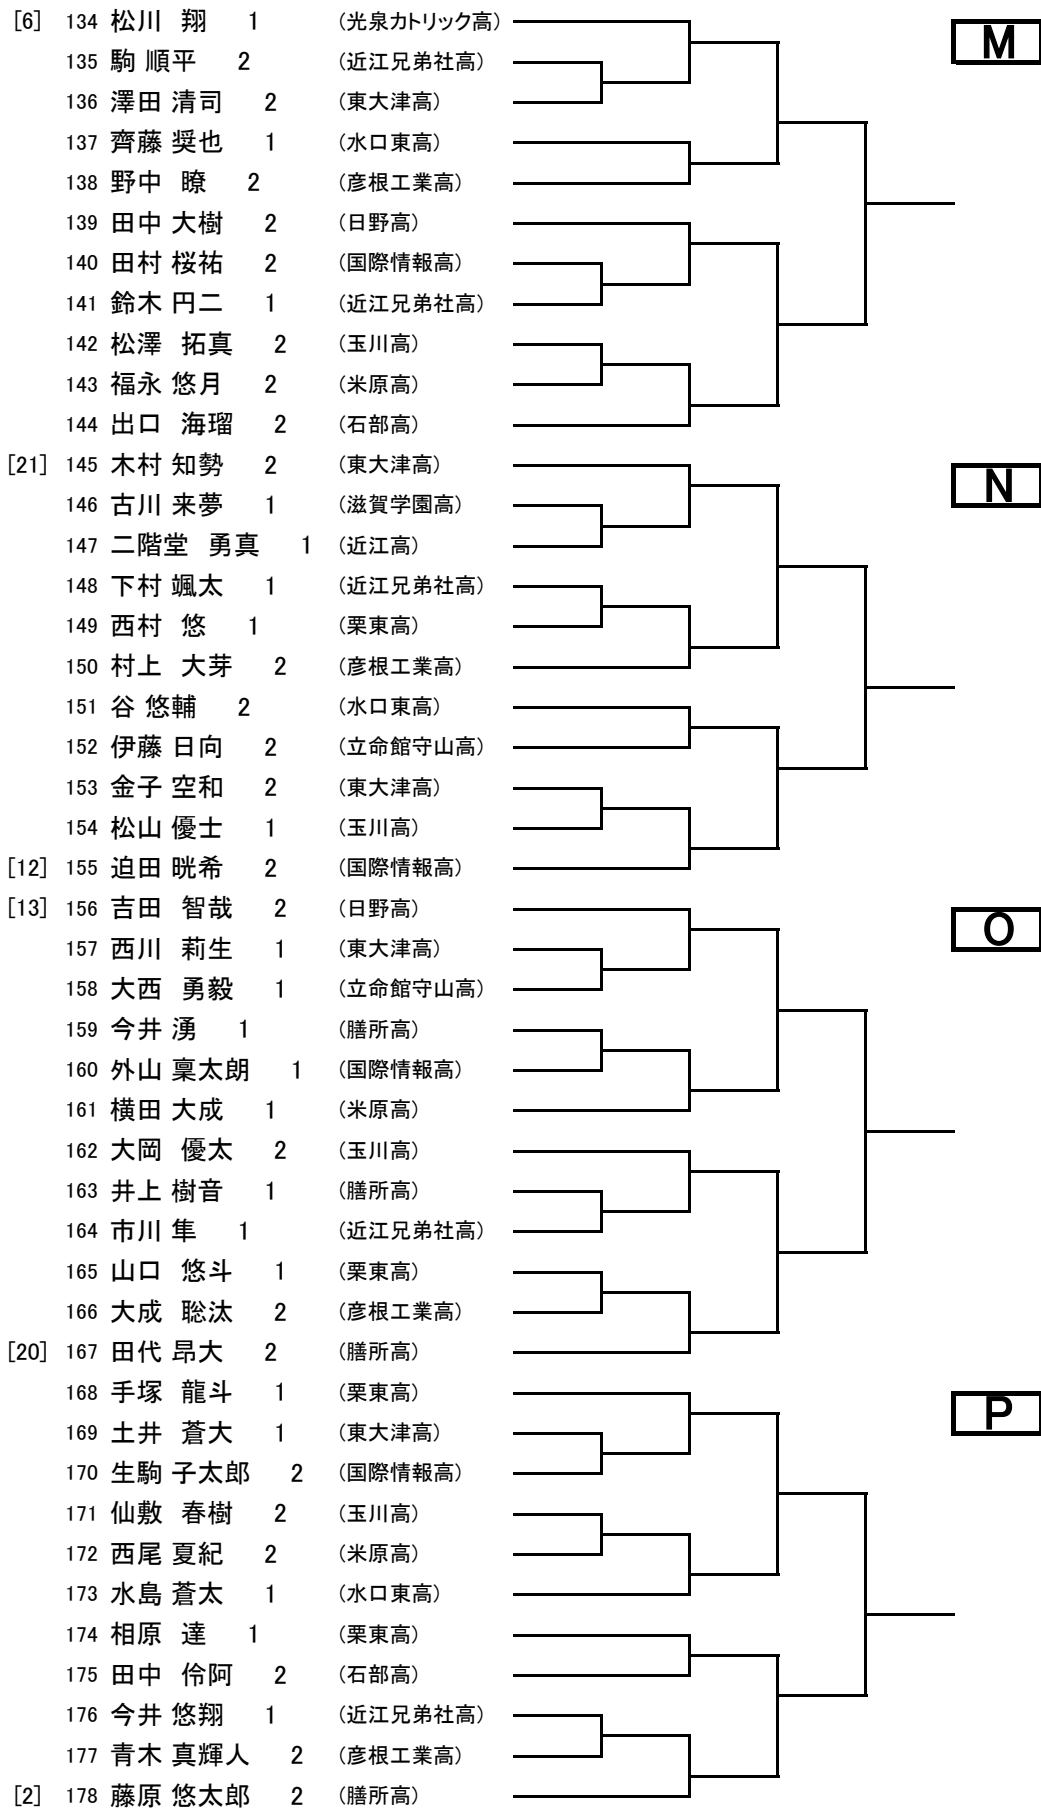 [6] 134 松川 翔 1 (光泉カトリック高) M
135 駒 順平 2 (近江兄弟社高)
136 澤田 清司 2 (東大津高)
137 齊藤 奨也 1 (水口東高)
138 野中 瞭 2 (彦根工業高)
139 田中 大樹 2 (日野高)
140 田村 桜祐 2 (国際情報高)
141 鈴木 円二 1 (近江兄弟社高)
142 松澤 拓真 2 (玉川高)
143 福永 悠月 2 (米原高)
144 出口 海瑠 2 (石部高)
[21] 145 木村 知勢 2 (東大津高) N
146 古川 来夢 1 (滋賀学園高)
147 二階堂 勇真 1 (近江高)
148 下村 颯太 1 (近江兄弟社高)
149 西村 悠 1 (栗東高)
150 村上 大芽 2 (彦根工業高)
151 谷 悠輔 2 (水口東高)
152 伊藤 日向 2 (立命館守山高)
153 金子 空和 2 (東大津高)
154 松山 優士 1 (玉川高)
[12] 155 迫田 晄希 2 (国際情報高)
[13] 156 吉田 智哉 2 (日野高) O
157 西川 莉生 1 (東大津高)
158 大西 勇毅 1 (立命館守山高)
159 今井 湧 1 (膳所高)
160 外山 稟太朗 1 (国際情報高)
161 横田 大成 1 (米原高)
162 大岡 優太 2 (玉川高)
163 井上 樹音 1 (膳所高)
164 市川 隼 1 (近江兄弟社高)
165 山口 悠斗 1 (栗東高)
166 大成 聡汰 2 (彦根工業高)
[20] 167 田代 昂大 2 (膳所高)
168 手塚 龍斗 1 (栗東高) P
169 土井 蒼大 1 (東大津高)
170 生駒 子太郎 2 (国際情報高)
171 仙敷 春樹 2 (玉川高)
172 西尾 夏紀 2 (米原高)
173 水島 蒼太 1 (水口東高)
174 相原 達 1 (栗東高)
175 田中 伶阿 2 (石部高)
176 今井 悠翔 1 (近江兄弟社高)
177 青木 真輝人 2 (彦根工業高)
[2] 178 藤原 悠太郎 2 (膳所高)